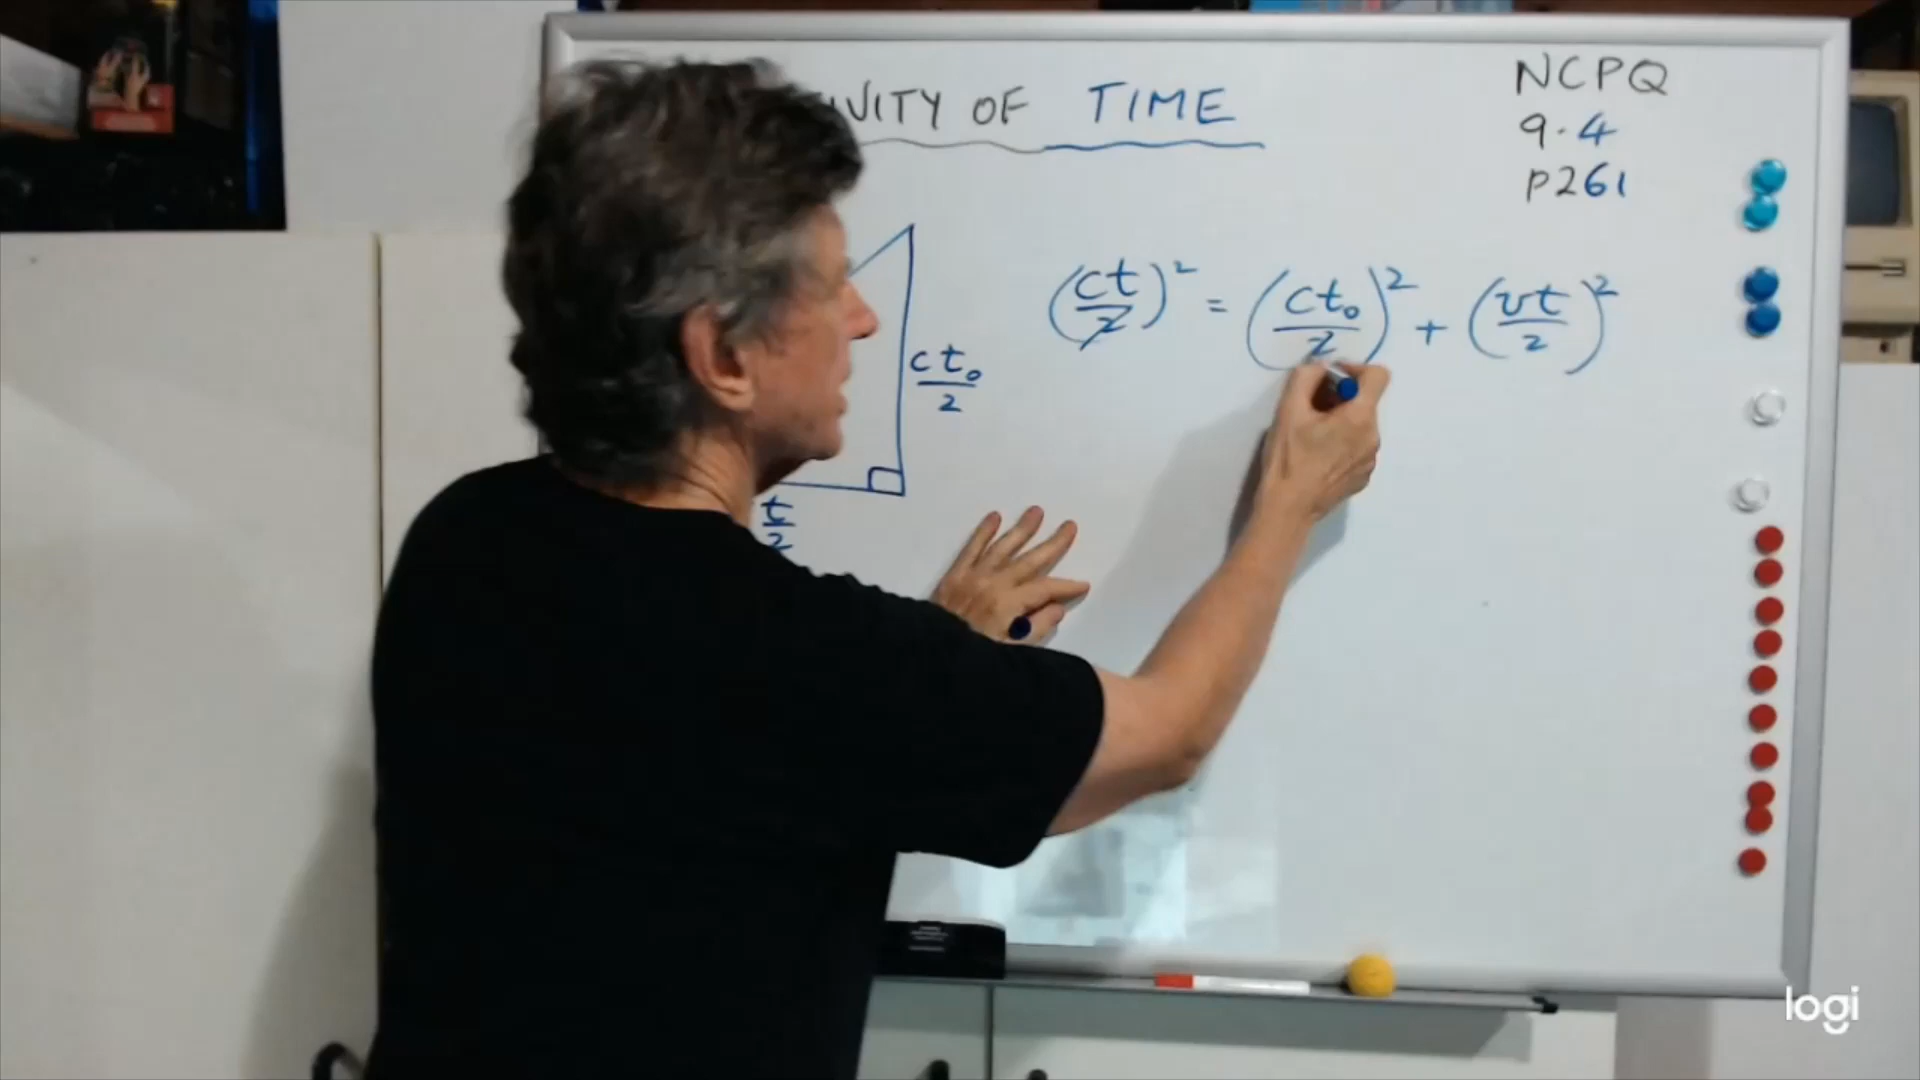 OF TIME
NCPQ
9.4
p261
(ct/2)² = (ct₀/2)² + (vt/2)²
ct₀/2
t/2
logi